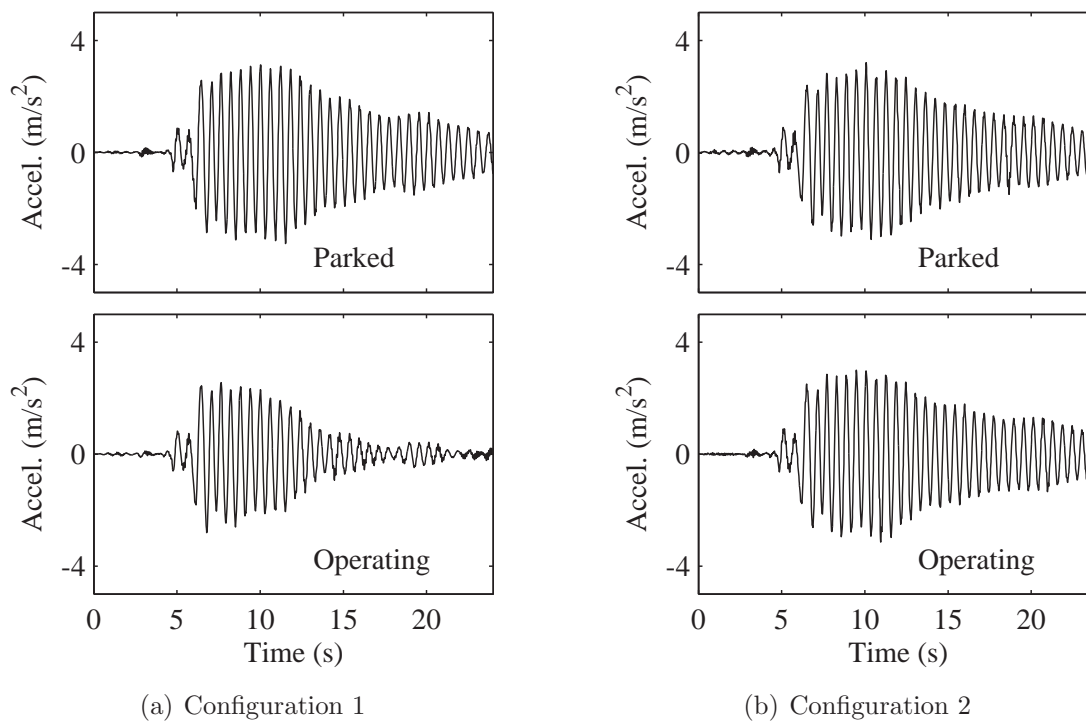 4
0
-4
Accel. (m/s²)
Parked
4
0
-4
Accel. (m/s²)
Operating
0 5 10 15 20
Time (s)
(a) Configuration 1
4
0
-4
Accel. (m/s²)
Parked
4
0
-4
Accel. (m/s²)
Operating
0 5 10 15 20
Time (s)
(b) Configuration 2